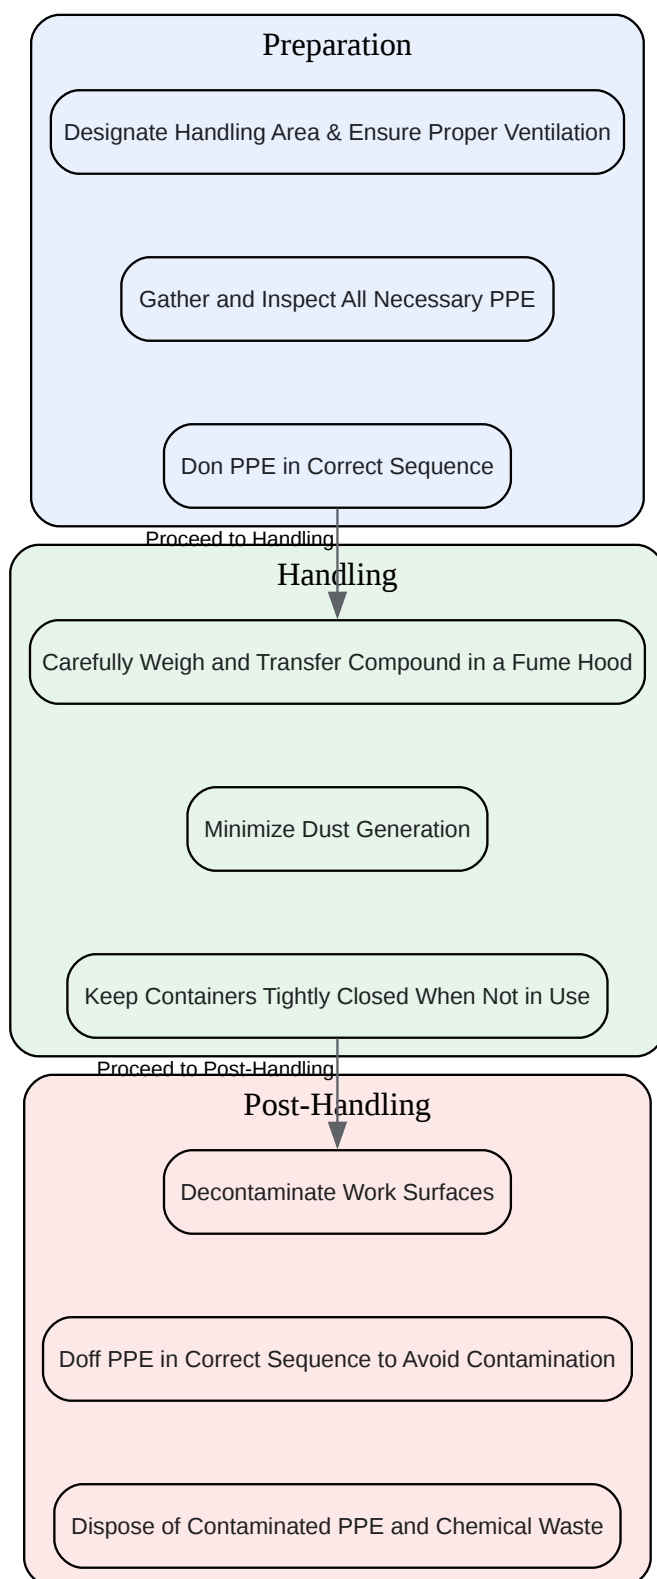 Preparation
Designate Handling Area & Ensure Proper Ventilation
Gather and Inspect All Necessary PPE
Don PPE in Correct Sequence
Proceed to Handling
Handling
Carefully Weigh and Transfer Compound in a Fume Hood
Minimize Dust Generation
Keep Containers Tightly Closed When Not in Use
Proceed to Post-Handling
Post-Handling
Decontaminate Work Surfaces
Doff PPE in Correct Sequence to Avoid Contamination
Dispose of Contaminated PPE and Chemical Waste